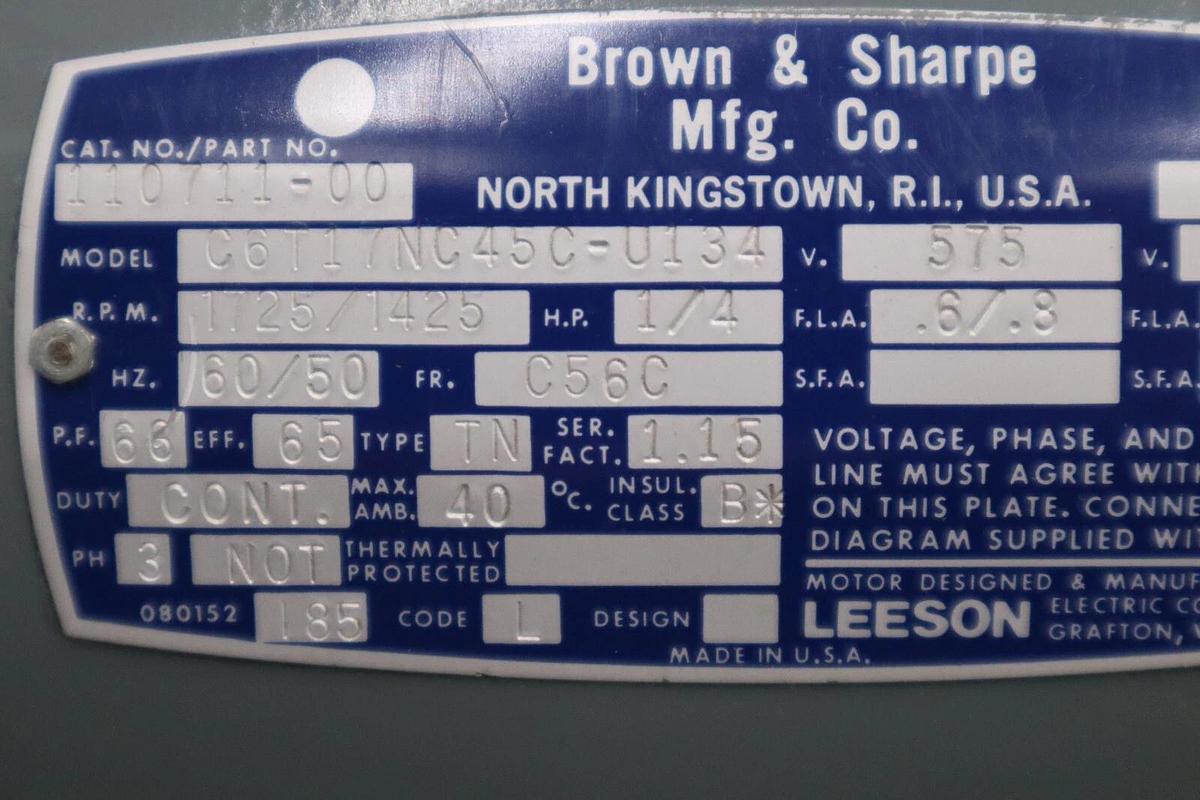 Brown & Sharpe
Mfg. Co.
NORTH KINGSTOWN, R.I., U.S.A.
CAT. NO./PART NO.
110711-00
MODEL C6T17NC45C-U134 V. 575 V.
R.P.M. 1725/1425 H.P. 1/4 F.L.A. .6/.8 F.L.A.
HZ. 60/50 FR. C56C S.F.A. S.F.A.
P.F. 66 EFF. 65 TYPE TN SER. FACT. 1.15
DUTY CONT. MAX. AMB. 40 °C. INSUL. CLASS B*
PH 3 NOT THERMALLY PROTECTED
080152 185 CODE L DESIGN
MADE IN U.S.A.
VOLTAGE, PHASE, AND
LINE MUST AGREE WITH
ON THIS PLATE. CONNE
DIAGRAM SUPPLIED WIT
MOTOR DESIGNED & MANUF
LEESON ELECTRIC CO
GRAFTON,